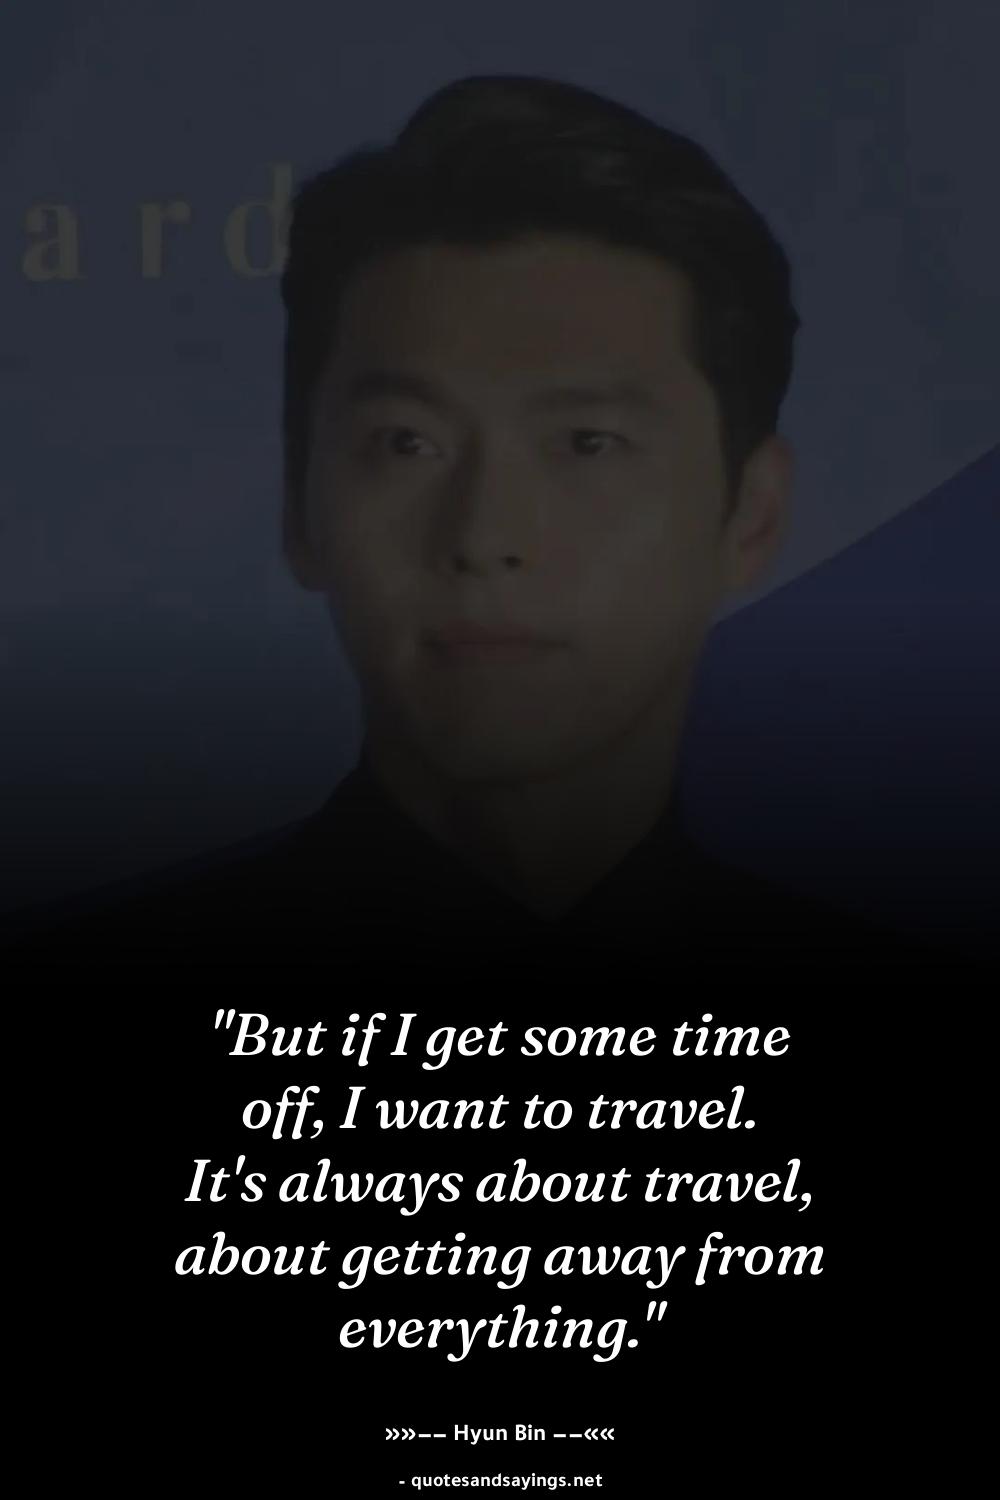 ard
"But if I get some time
off, I want to travel.
It's always about travel,
about getting away from
everything."
»»−− Hyun Bin −−««
- quotesandsayings.net